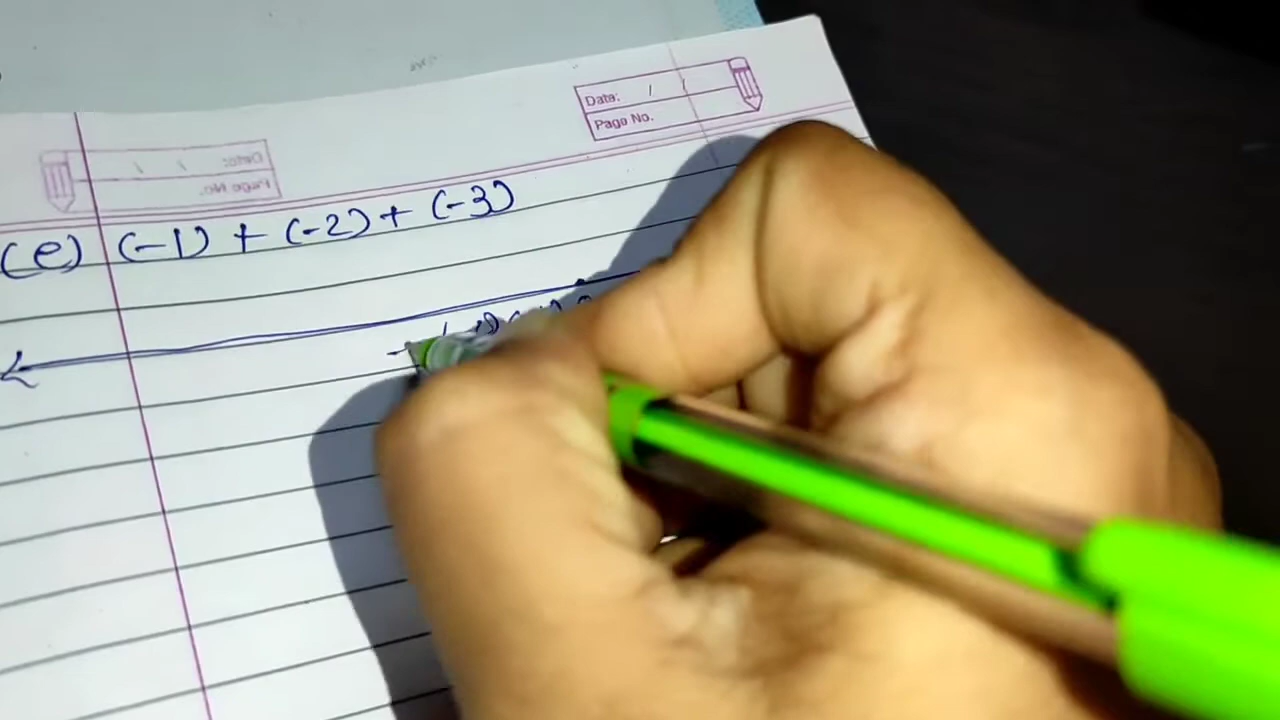 Date: / /
Page No.
(e) (-1) + (-2) + (-3)